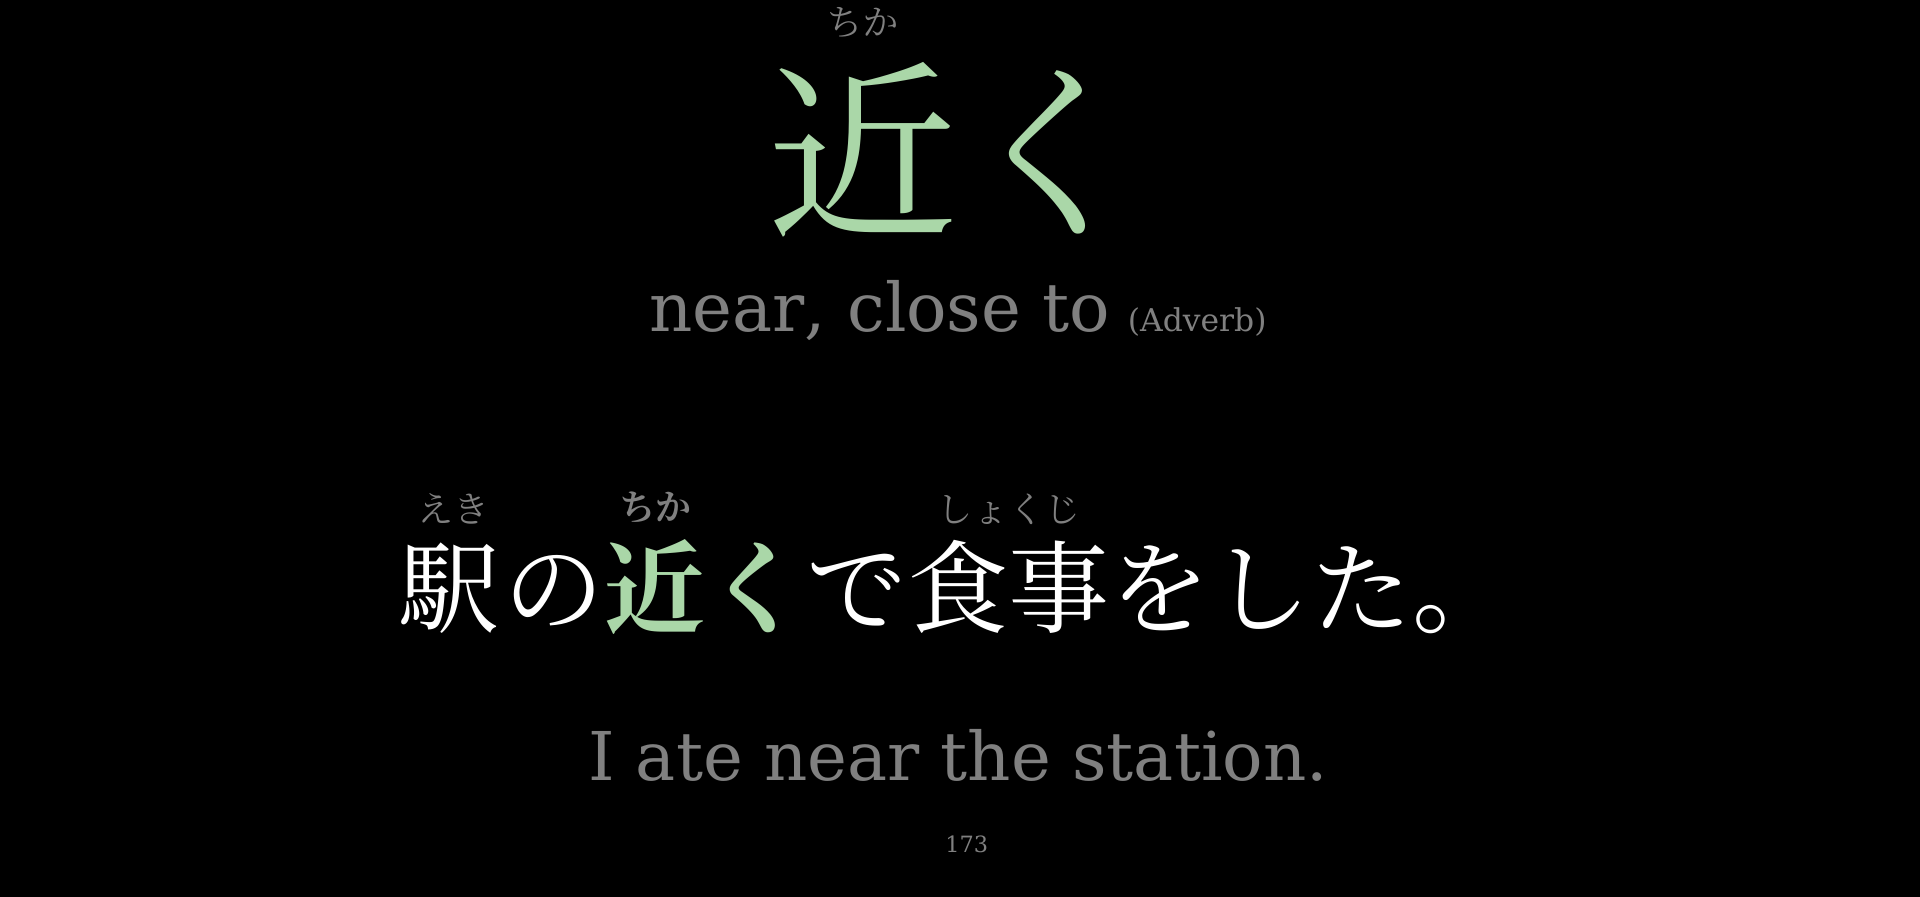 ちか
近く
near, close to (Adverb)
えき ちか しょくじ
駅の近くで食事をした。
I ate near the station.
173